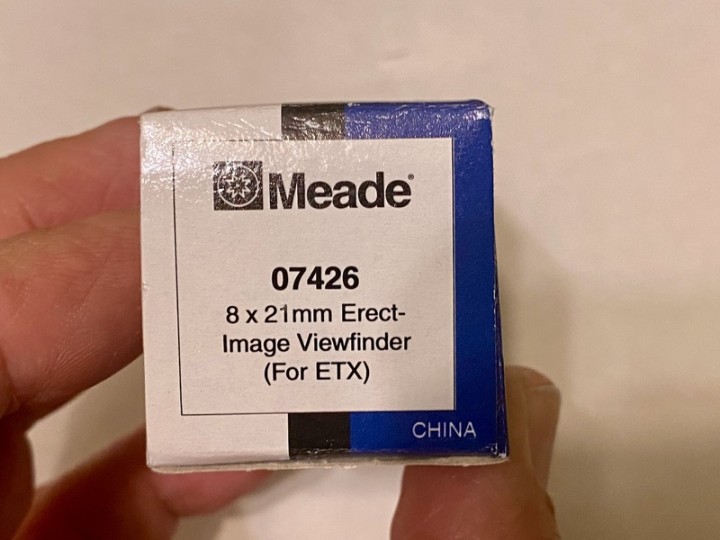 Meade®
07426
8 x 21mm Erect-
Image Viewfinder
(For ETX)
CHINA